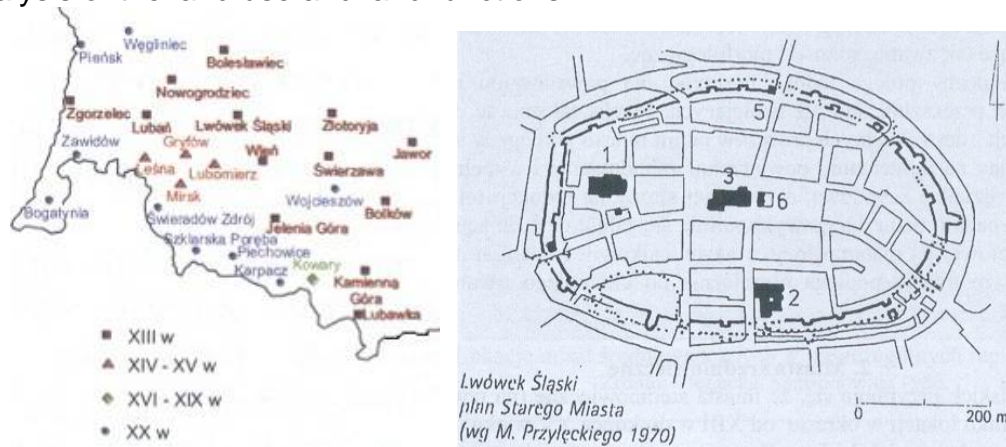 Węgliniec
Pieńsk
Bolesławiec
Nowogrodziec
Zgorzelec
Lubań
Lwówek Śląski
Złotoryja
Zawidów
Gryfów
Wleń
Jawor
Leśna
Lubomierz
Świerzawa
Mirsk
Wojcieszów
Bogatynia
Świeradów Zdrój
Bolków
Jelenia Góra
Szklarska Poręba
Piechowice
Kowary
Karpacz
Kamienna
Góra
Lubawka
XIII w
XIV - XV w
XVI - XIX w
XX w
5
1
3
6
2
Lwówek Śląski
plan Starego Miasta
(wg M. Przyłęckiego 1970)
0 200 m